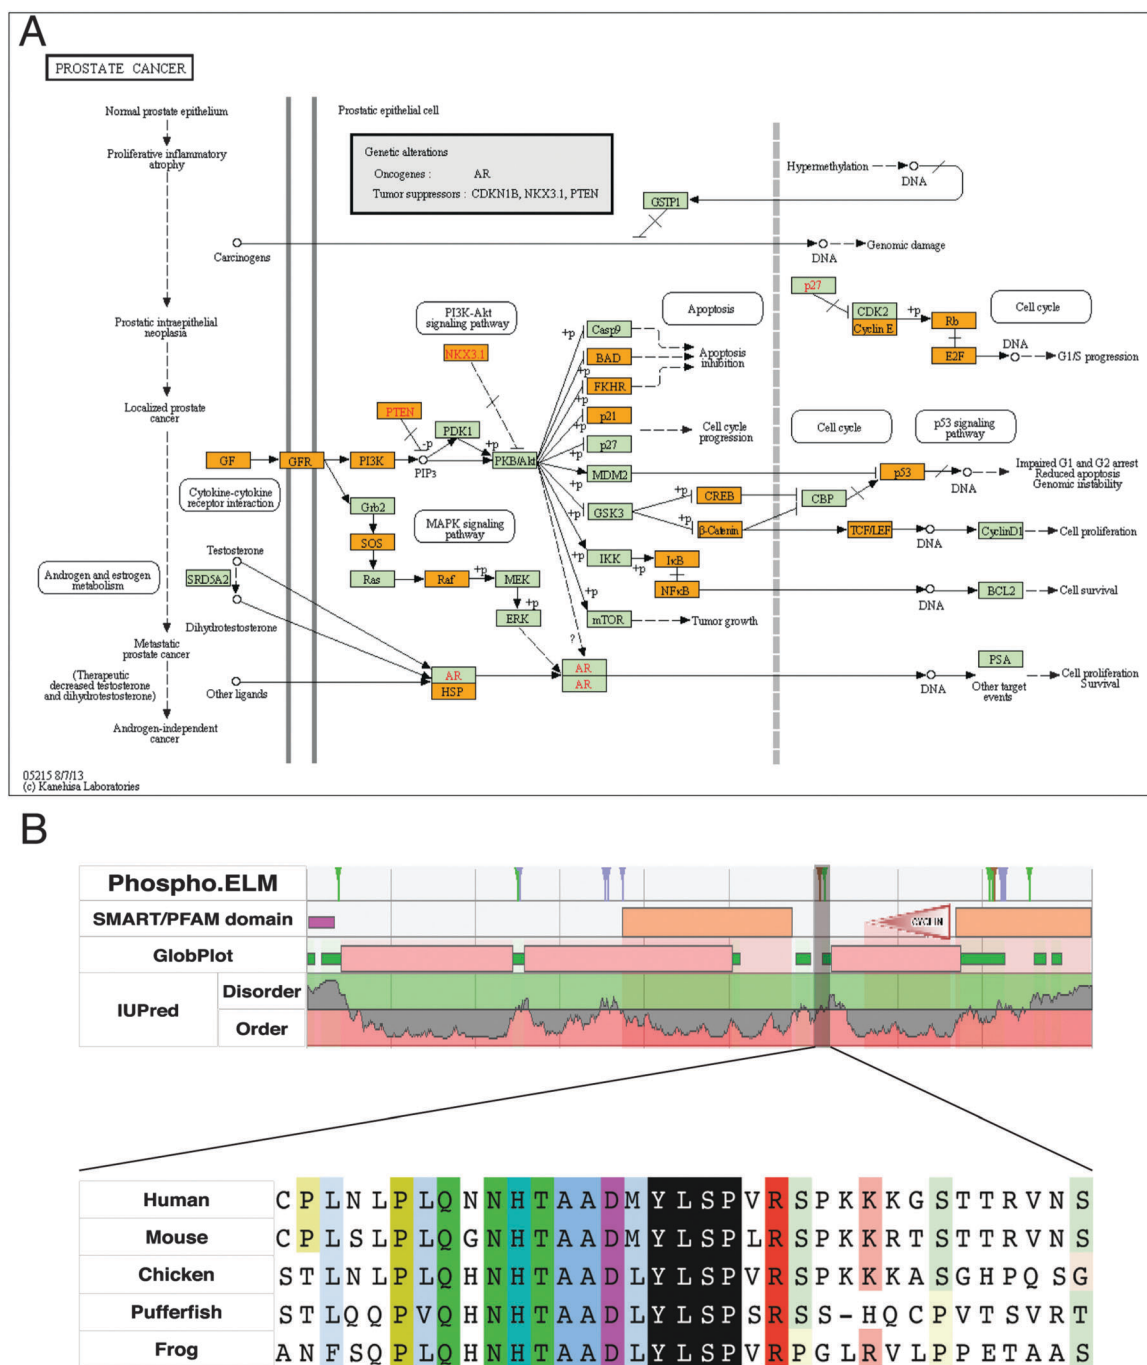 A
PROSTATE CANCER
Normal prostate epithelium
Prostatic epithelial cell
Proliferative inflammatory
atrophy
Genetic alterations
Oncogenes : AR
Tumor suppressors : CDKN1B, NKX3.1, PTEN
Hypermethylation
DNA
GSTP1
Carcinogens
DNA
Genomic damage
Prostatic intraepithelial
neoplasia
PI3K-Akt
signaling pathway
Apoptosis
p27
Cell cycle
CDK2
Cyclin E
+p
Rb
E2F
DNA
G1/S progression
NKX3.1
+p
Casp9
BAD
+p
FKHR
+p
Apoptosis
inhibition
Localized prostate
cancer
PTEN
-p
PDK1
+p
p21
+p
p27
Cell cycle
progression
Cell cycle
p53 signaling
pathway
GF
GFR
PI3K
PIP3
PKB/Akt
+p
MDM2
p53
DNA
Impaired G1 and G2 arrest
Reduced apoptosis
Genomic instability
Cytokine-cytokine
receptor interaction
Grb2
MAPK signaling
pathway
+p
GSK3
+p
CREB
CBP
SOS
+p
β-Catenin
TCF/LEF
DNA
CyclinD1
Cell proliferation
Testosterone
Androgen and estrogen
metabolism
SRD5A2
Ras
Raf
+p
MEK
+p
IKK
+p
IκB
NFκB
DNA
BCL2
Cell survival
Dihydrotestosterone
+p
ERK
+p
mTOR
Tumor growth
?
Metastatic
prostate cancer
(Therapeutic
decreased testosterone
and dihydrotestosterone)
Other ligands
AR
HSP
AR
AR
DNA
PSA
Other target
events
Cell proliferation
Survival
Androgen-independent
cancer
05215 8/7/13
(c) Kanehisa Laboratories
B
Phospho.ELM
SMART/PFAM domain
CYCLIN
GlobPlot
IUPred
Disorder
Order
Human C P L N L P L Q N N H T A A D M Y L S P V R S P K K K G S T T R V N S
Mouse C P L S L P L Q G N H T A A D M Y L S P L R S P K K R T S T T R V N S
Chicken S T L N L P L Q H N H T A A D L Y L S P V R S P K K K A S G H P Q S G
Pufferfish S T L Q Q P V Q H N H T A A D L Y L S P S R S S - H Q C P V T S V R T
Frog A N F S Q P L Q H N H T A A D L Y L S P V R P G L R V L P P E T A A S